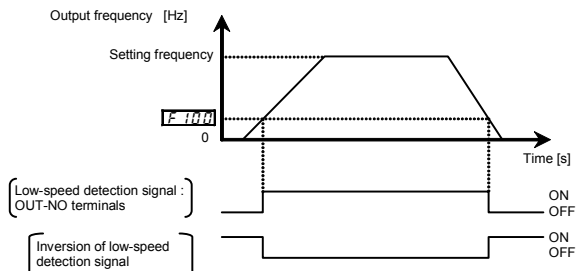 Output frequency [Hz]
Setting frequency
F 100
0
Time [s]
Low-speed detection signal :
OUT-NO terminals
ON
OFF
Inversion of low-speed
detection signal
ON
OFF